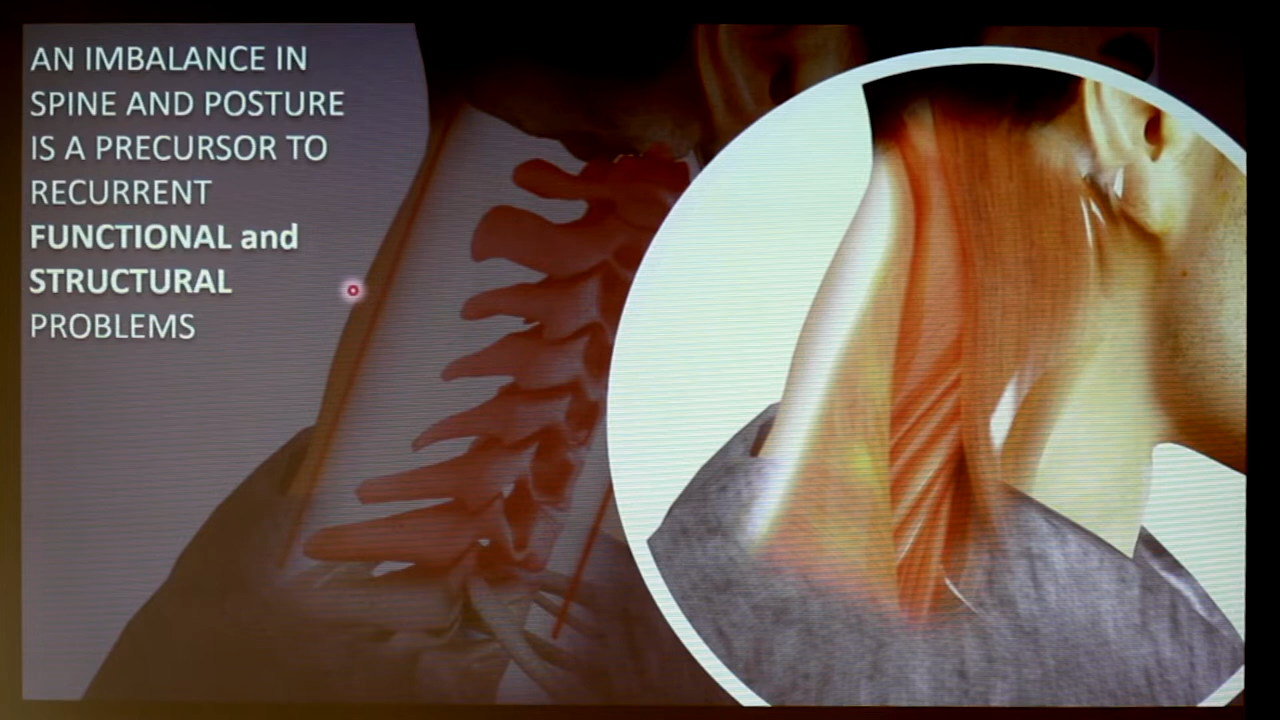 AN IMBALANCE IN
SPINE AND POSTURE
IS A PRECURSOR TO
RECURRENT
FUNCTIONAL and
STRUCTURAL
PROBLEMS